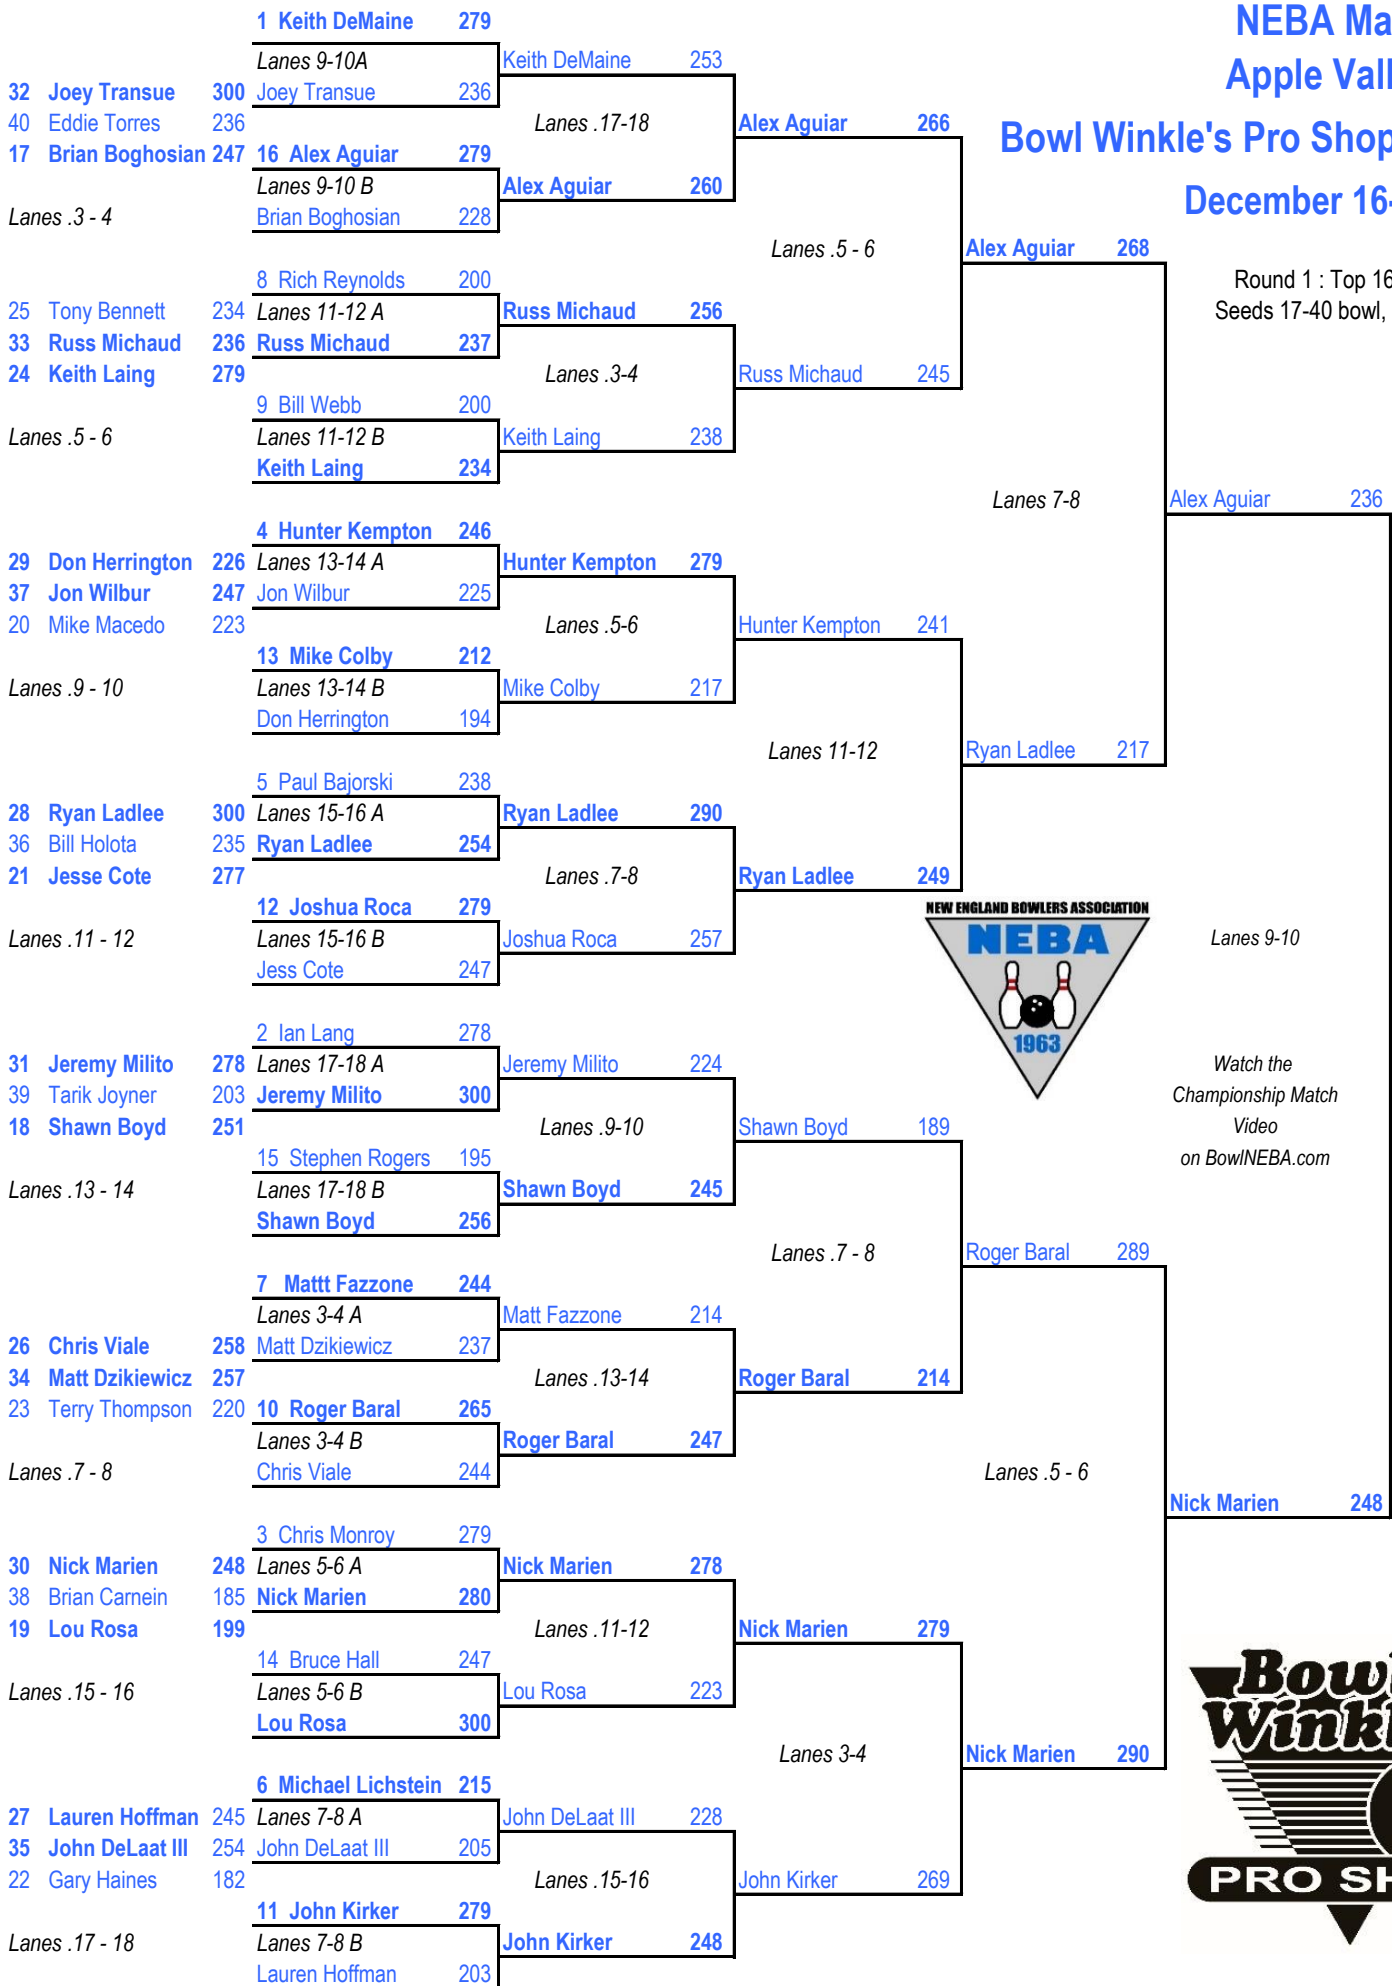 1 Keith DeMaine 279
NEBA Ma
Lanes 9-10A Keith DeMaine 253
Apple Vall
32 Joey Transue 300 Joey Transue 236
40 Eddie Torres 236 Lanes .17-18 Alex Aguiar 266
Bowl Winkle's Pro Shop
17 Brian Boghosian 247 16 Alex Aguiar 279
Lanes 9-10 B Alex Aguiar 260
December 16-
Lanes .3 - 4 Brian Boghosian 228
Lanes .5 - 6 Alex Aguiar 268
8 Rich Reynolds 200 Round 1 : Top 16
25 Tony Bennett 234 Lanes 11-12 A Russ Michaud 256 Seeds 17-40 bowl,
33 Russ Michaud 236 Russ Michaud 237
24 Keith Laing 279 Lanes .3-4 Russ Michaud 245
9 Bill Webb 200
Lanes .5 - 6 Lanes 11-12 B Keith Laing 238
Keith Laing 234
Lanes 7-8 Alex Aguiar 236
4 Hunter Kempton 246
29 Don Herrington 226 Lanes 13-14 A Hunter Kempton 279
37 Jon Wilbur 247 Jon Wilbur 225
20 Mike Macedo 223 Lanes .5-6 Hunter Kempton 241
13 Mike Colby 212
Lanes .9 - 10 Lanes 13-14 B Mike Colby 217
Don Herrington 194
Lanes 11-12 Ryan Ladlee 217
5 Paul Bajorski 238
28 Ryan Ladlee 300 Lanes 15-16 A Ryan Ladlee 290
36 Bill Holota 235 Ryan Ladlee 254
21 Jesse Cote 277 Lanes .7-8 Ryan Ladlee 249
12 Joshua Roca 279 NEW ENGLAND BOWLERS ASSOCIATION
Lanes .11 - 12 Lanes 15-16 B Joshua Roca 257 NEBA Lanes 9-10
Jess Cote 247
2 Ian Lang 278 1963
31 Jeremy Milito 278 Lanes 17-18 A Jeremy Milito 224 Watch the
39 Tarik Joyner 203 Jeremy Milito 300 Championship Match
18 Shawn Boyd 251 Lanes .9-10 Shawn Boyd 189 Video
15 Stephen Rogers 195 on BowlNEBA.com
Lanes .13 - 14 Lanes 17-18 B Shawn Boyd 245
Shawn Boyd 256
Lanes .7 - 8 Roger Baral 289
7 Mattt Fazzone 244
Lanes 3-4 A Matt Fazzone 214
26 Chris Viale 258 Matt Dzikiewicz 237
34 Matt Dzikiewicz 257 Lanes .13-14 Roger Baral 214
23 Terry Thompson 220 10 Roger Baral 265
Lanes 3-4 B Roger Baral 247
Lanes .7 - 8 Chris Viale 244 Lanes .5 - 6
Nick Marien 248
3 Chris Monroy 279
30 Nick Marien 248 Lanes 5-6 A Nick Marien 278
38 Brian Carnein 185 Nick Marien 280
19 Lou Rosa 199 Lanes .11-12 Nick Marien 279
14 Bruce Hall 247
Lanes .15 - 16 Lanes 5-6 B Lou Rosa 223 Bowl
Lou Rosa 300 Wink
Lanes 3-4 Nick Marien 290
6 Michael Lichstein 215
27 Lauren Hoffman 245 Lanes 7-8 A John DeLaat III 228
35 John DeLaat III 254 John DeLaat III 205
22 Gary Haines 182 Lanes .15-16 John Kirker 269 PRO SH
11 John Kirker 279
Lanes .17 - 18 Lanes 7-8 B John Kirker 248
Lauren Hoffman 203